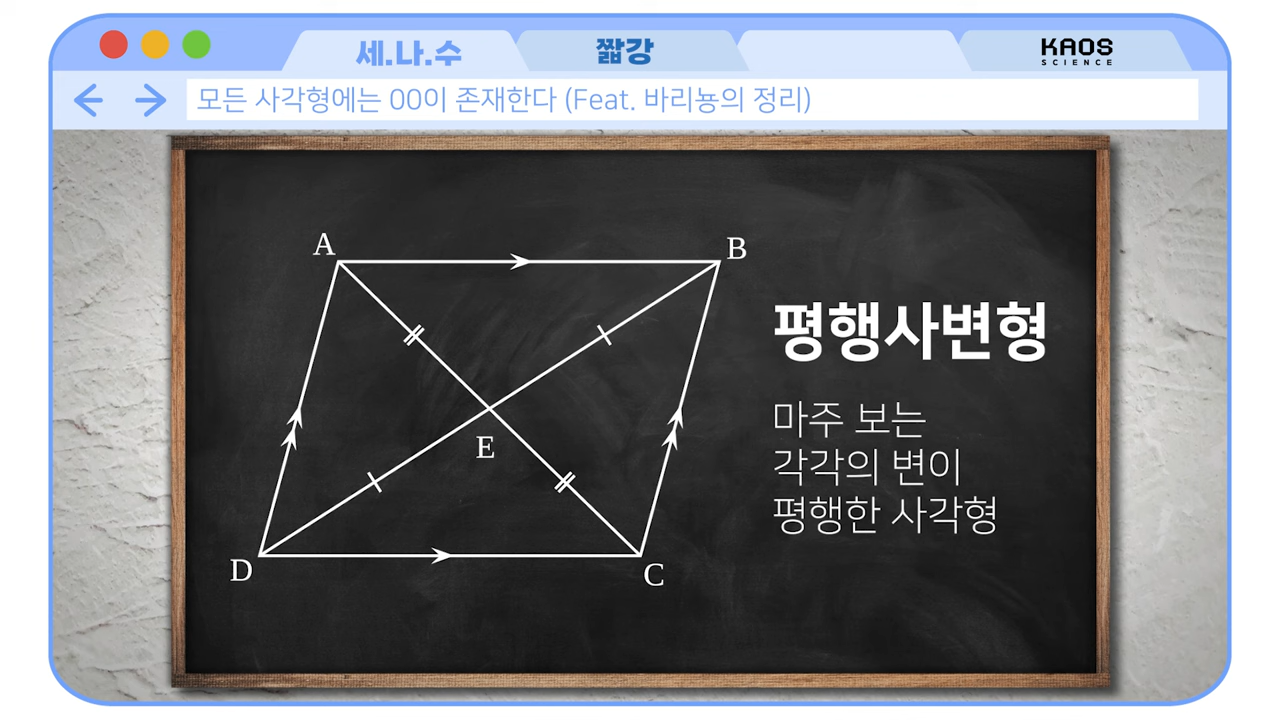 세.나.수
짧강
KAOS
SCIENCE
모든 사각형에는 00이 존재한다 (Feat. 바리뇽의 정리)
A
B
평행사변형
마주 보는
각각의 변이
평행한 사각형
E
D
C